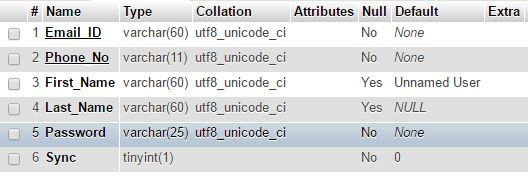 # Name Type Collation Attributes Null Default Extra
1 Email_ID varchar(60) utf8_unicode_ci No None
2 Phone_No varchar(11) utf8_unicode_ci No None
3 First_Name varchar(60) utf8_unicode_ci Yes Unnamed User
4 Last_Name varchar(60) utf8_unicode_ci Yes NULL
5 Password varchar(25) utf8_unicode_ci No None
6 Sync tinyint(1) No 0